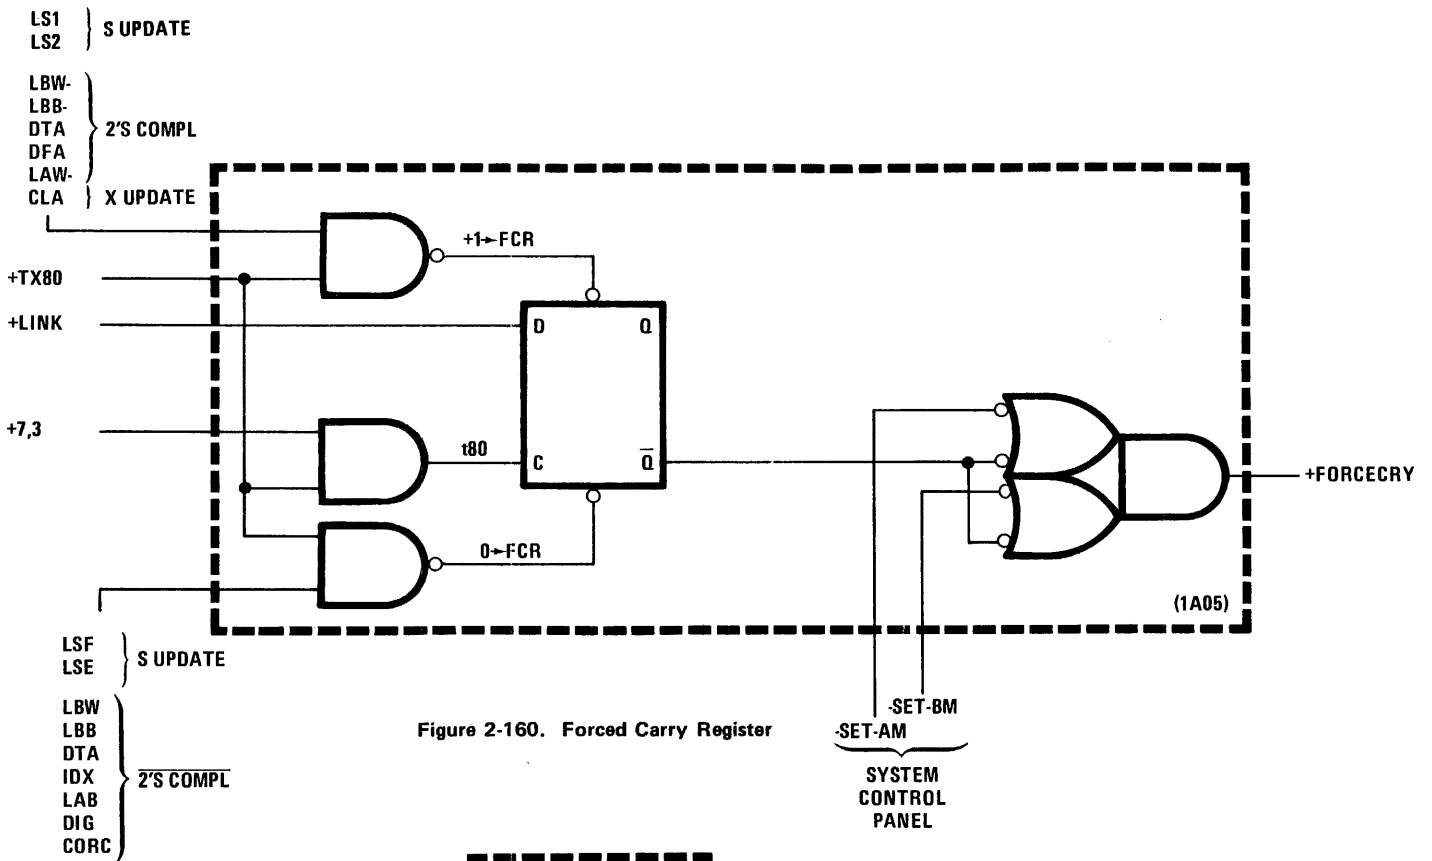 LS1
LS2
S UPDATE
LBW-
LBB-
DTA
DFA
LAW-
2'S COMPL
CLA
X UPDATE
+1→FCR
+TX80
+LINK
D
Q
+7,3
t80
C
Q̅
+FORCECRY
0→FCR
(1A05)
LSF
LSE
S UPDATE
LBW
LBB
DTA
IDX
LAB
DIG
CORC
2'S COMPL
Figure 2-160. Forced Carry Register
-SET-BM
-SET-AM
SYSTEM
CONTROL
PANEL